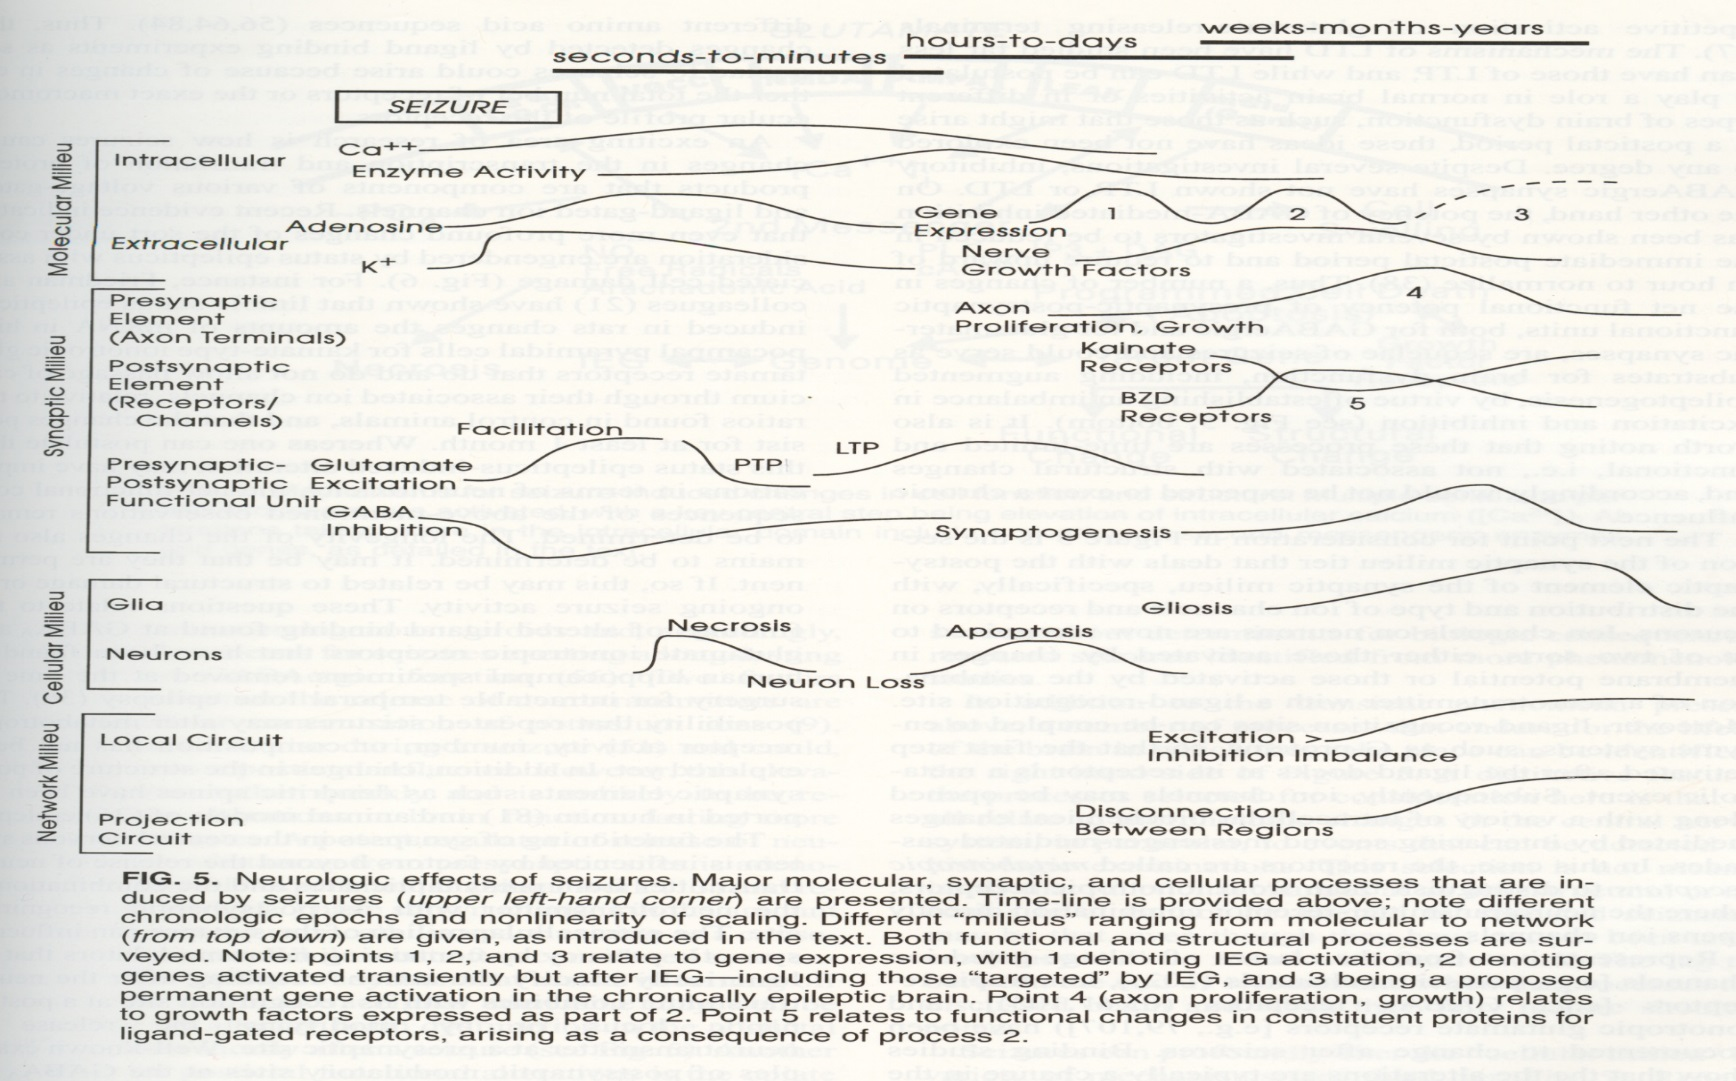 weeks-months-years
hours-to-days
seconds-to-minutes
SEIZURE
Molecular Milieu
Intracellular
Ca++
Enzyme Activity
Extracellular
Adenosine
K+
Gene
Expression
1
2
3
Nl'e
Growth Factors
4
Synaptic Milieu
Presynaptic
Element
(Axon Terminals)
Axon
Proliferation, Growth
Postsynaptic
Element
(Receptors/
Channels)
Kainate
Receptors
BZD
Receptors
5
Presynaptic-
Postsynaptic
Functional Unit
Facilitation
Glutamate
Excitation
PTP!
LTP
GABA
Inhibition
Synaptogenesis
Cellular Milieu
Glia
Gliosis
Neurons
Necrosis
Apoptosis
Neuron Loss
Network Milieu
Local Circuit
Excitation
Inhibition Imbalance
Projection
Circuit
Disconnection
Between Regions
FIG. 5. Neurologic effects of seizures. Major molecular, synaptic and cellular processes that are in-
duced by seizures (upper left-hand corner) are presented. Time-line is provided above; note different
chronologic epochs and nonlinearity of scaling. Different "milieus" ranging from molecular to network
(from top down) are given, as introduced in the text. Both functional and structural processes are sur-
veyed. Note: points 1, 2, and 3 relate to gene expression, with 1 denoting IEG activation, 2 denoting
genes activated transiently but after IEG—including those "targeted" by IEG, and 3 being a proposed
permanent gene activation in the chronically epileptic brain. Point 4 (axon proliferation, growth) relates
to growth factors expressed as part of 2. Point 5 relates to functional changes in constituent proteins for
ligand-gated receptors, arising as a consequence of process 2.